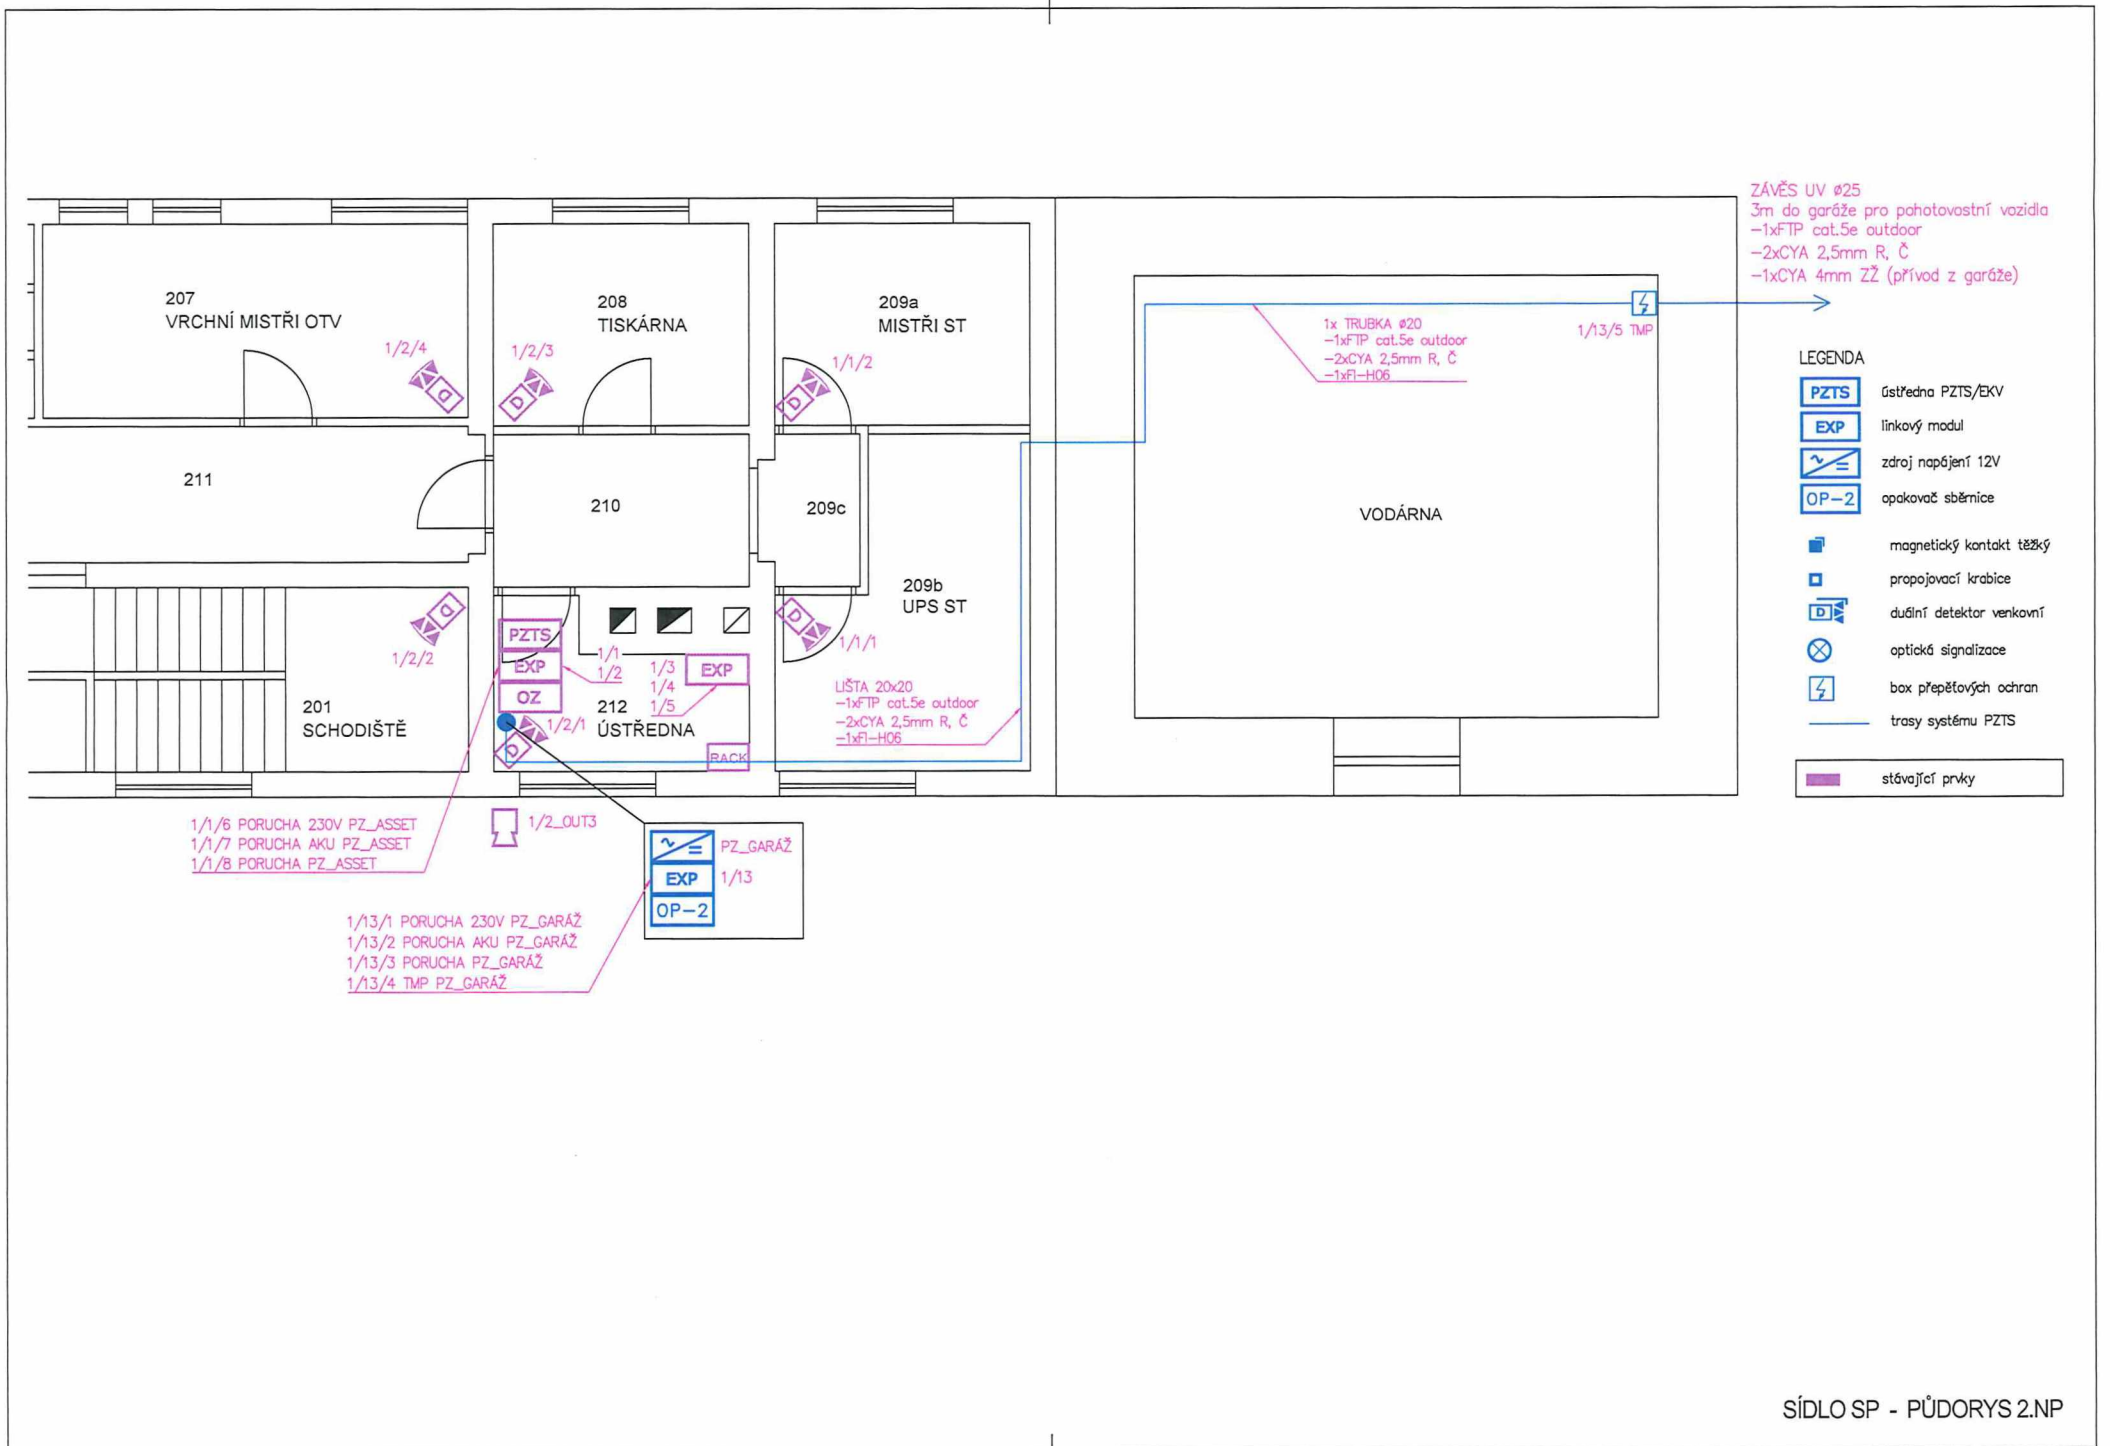 ZÁVĚS UV ø25
3m do garáže pro pohotovostní vozidla
-1xFTP cat.5e outdoor
-2xCYA 2,5mm R, Č
-1xCYA 4mm ZŽ (přívod z garáže)
207
VRCHNÍ MISTŘI OTV
1/2/4
208
TISKÁRNA
1/2/3
D
D
209a
MISTŘI ST
1/1/2
D
1x TRUBKA ø20
-1xFTP cat.5e outdoor
-2xCYA 2,5mm R, Č
-1xFI-H06
1/13/5 TMP
211
210
209c
VODÁRNA
209b
UPS ST
D
1/2/2
D
1/1/1
PZTS
EXP
OZ
1/1
1/2
1/3
1/4
1/5
EXP
201
SCHODIŠTĚ
1/2/1
D
212
ÚSTŘEDNA
RACK
LIŠTA 20x20
-1xFTP cat.5e outdoor
-2xCYA 2,5mm R, Č
-1xFI-H06
LEGENDA
PZTS ústředna PZTS/EKV
EXP linkový modul
zdroj napájení 12V
OP-2 opakovač sběrnice
magnetický kontakt těžký
propojovací krabice
D duální detektor venkovní
optická signalizace
box přepěťových ochran
trasy systému PZTS
stávající prvky
1/1/6 PORUCHA 230V PZ_ASSET
1/1/7 PORUCHA AKU PZ_ASSET
1/1/8 PORUCHA PZ_ASSET
1/2_OUT3
PZ_GARÁŽ
EXP 1/13
OP-2
1/13/1 PORUCHA 230V PZ_GARÁŽ
1/13/2 PORUCHA AKU PZ_GARÁŽ
1/13/3 PORUCHA PZ_GARÁŽ
1/13/4 TMP PZ_GARÁŽ
SÍDLO SP - PŮDORYS 2.NP